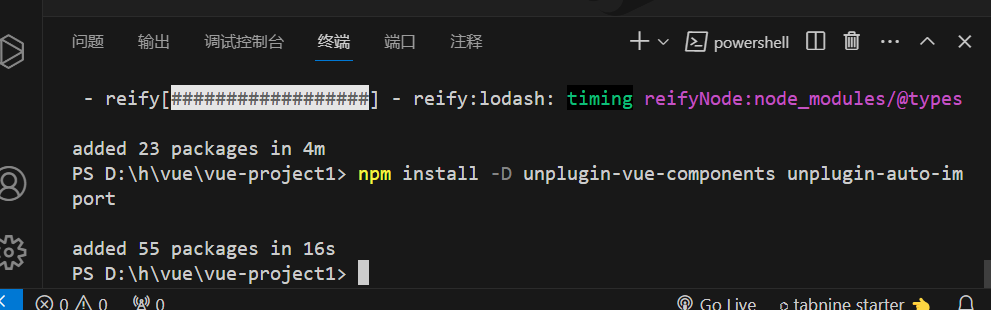 问题 输出 调试控制台 终端 端口 注释 powershell
- reify[##################] - reify:lodash: timing reifyNode:node_modules/@types
added 23 packages in 4m
PS D:\h\vue\vue-project1> npm install -D unplugin-vue-components unplugin-auto-im
port
added 55 packages in 16s
PS D:\h\vue\vue-project1>
0 0 0 Go Live tabnine starter